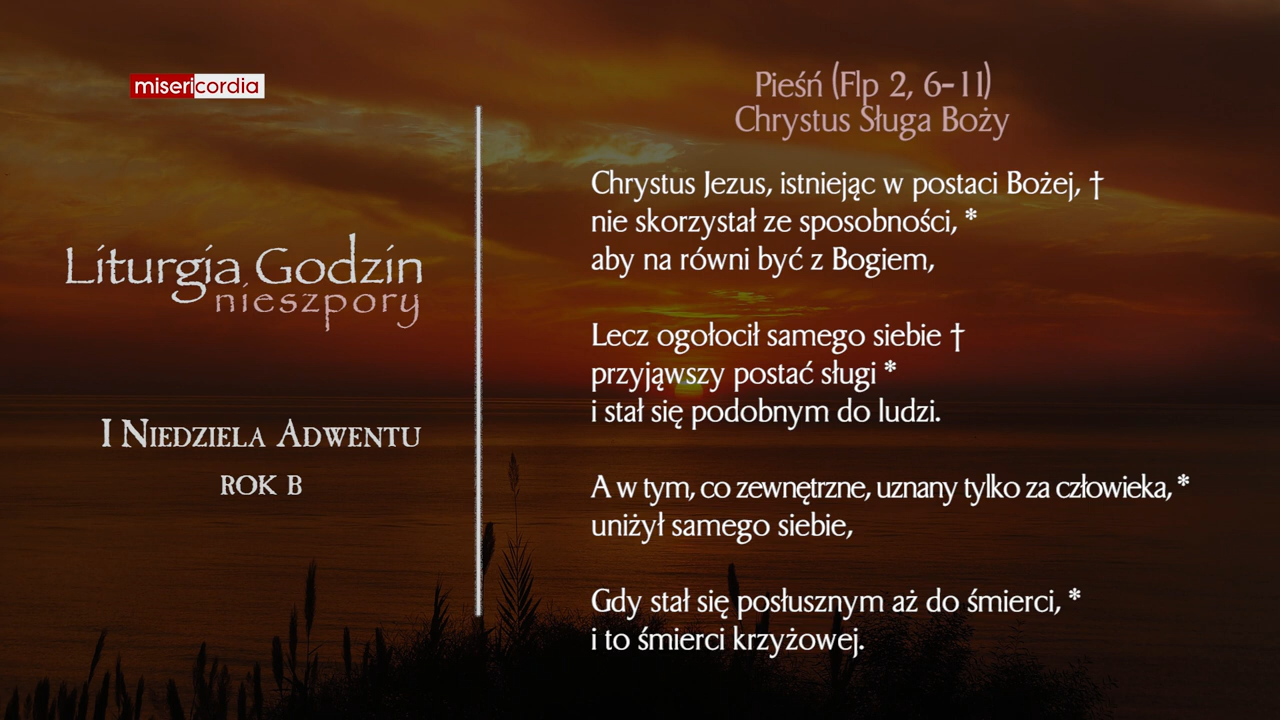 misericordia
Liturgia Godzin
nieszpory
I Niedziela Adwentu
ROK B
Pieśń (Flp 2, 6-11)
Chrystus Sługa Boży
Chrystus Jezus, istniejąc w postaci Bożej, †
nie skorzystał ze sposobności, *
aby na równi być z Bogiem,
Lecz ogołocił samego siebie †
przyjąwszy postać sługi *
i stał się podobnym do ludzi.
A w tym, co zewnętrzne, uznany tylko za człowieka, *
uniżył samego siebie,
Gdy stał się posłusznym aż do śmierci, *
i to śmierci krzyżowej.